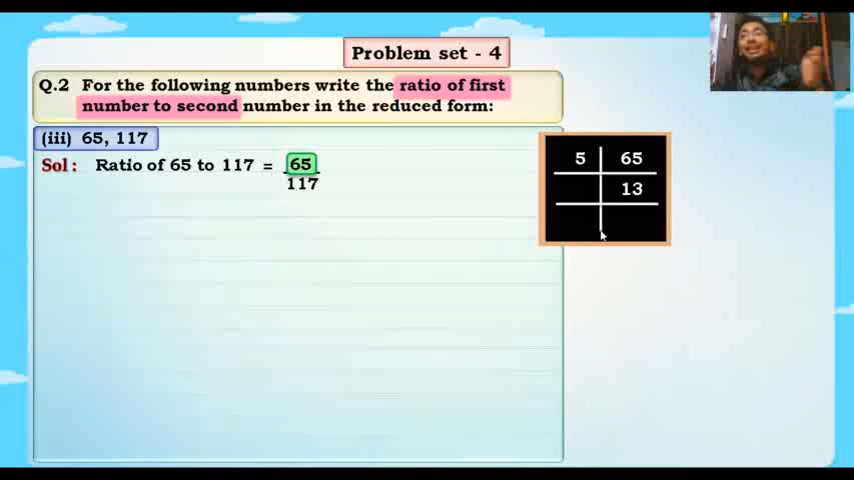 Problem set - 4
Q.2 For the following numbers write the ratio of first
number to second number in the reduced form:
(iii) 65, 117
Sol : Ratio of 65 to 117 = 65
117
5 65
13